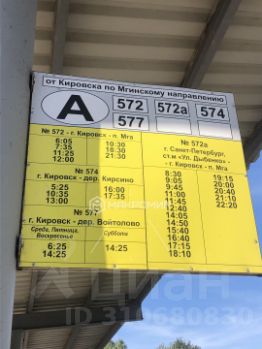 от Кировска по Мгинскому направлению
А 572 572а 574
577
№ 572 - г. Кировск - п. Мга
6:05 19:30
7:35 18:30
11:25 21:30
12:00
№ 574
г. Кировск - дер. Кирсино
5:25 16:00
10:35 17:35
13:00
№ 577
г. Кировск - дер. Войтолово
Среда, Пятница, Воскресенье Суббота
6:25 14:25
14:25
№ 572а
г. Санкт-Петербург,
ст.м «Ул. Дыбенко» -
г. Кировск - п. Мга
8:30 19:15
9:05 20:00
9:45 20:40
11:00 21:10
11:40 22:20
12:40
14:05
14:50
15:40
16:40
17:15
18:10
ЦИАН
ID 310680830